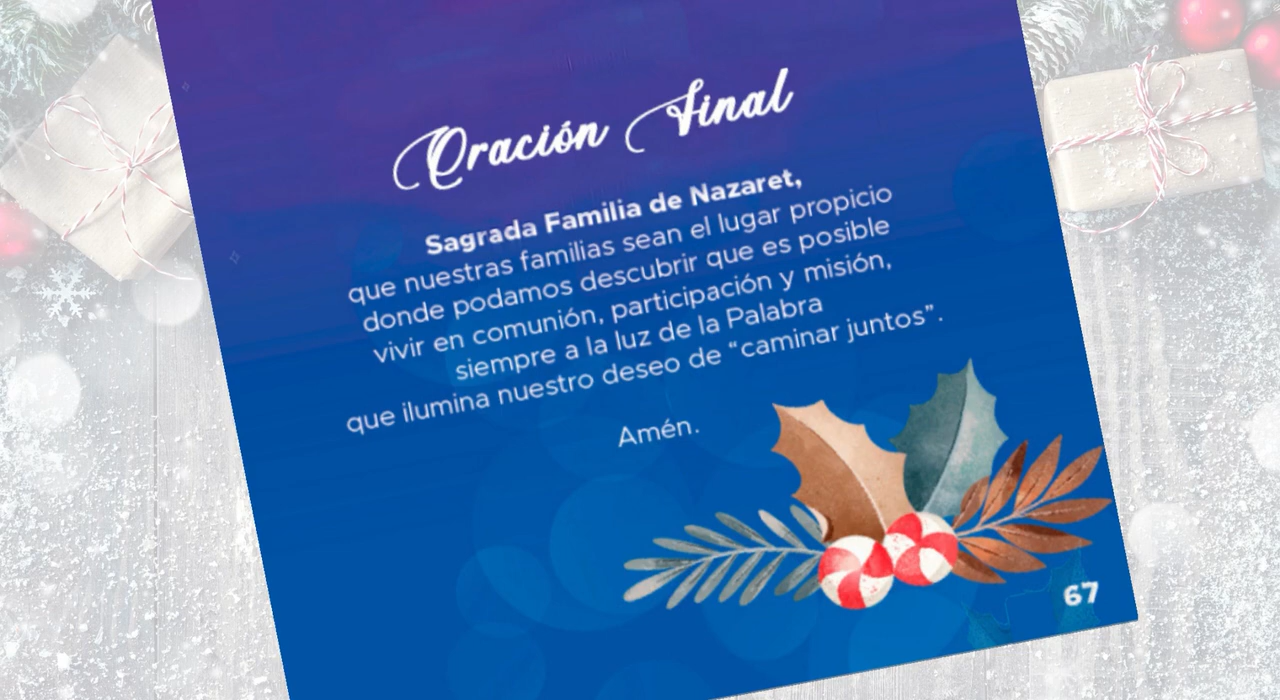 Oración final
Sagrada Familia de Nazaret,
que nuestras familias sean el lugar propicio
donde podamos descubrir que es posible
vivir en comunión, participación y misión,
siempre a la luz de la Palabra
que ilumina nuestro deseo de “caminar juntos”.
Amén.
67